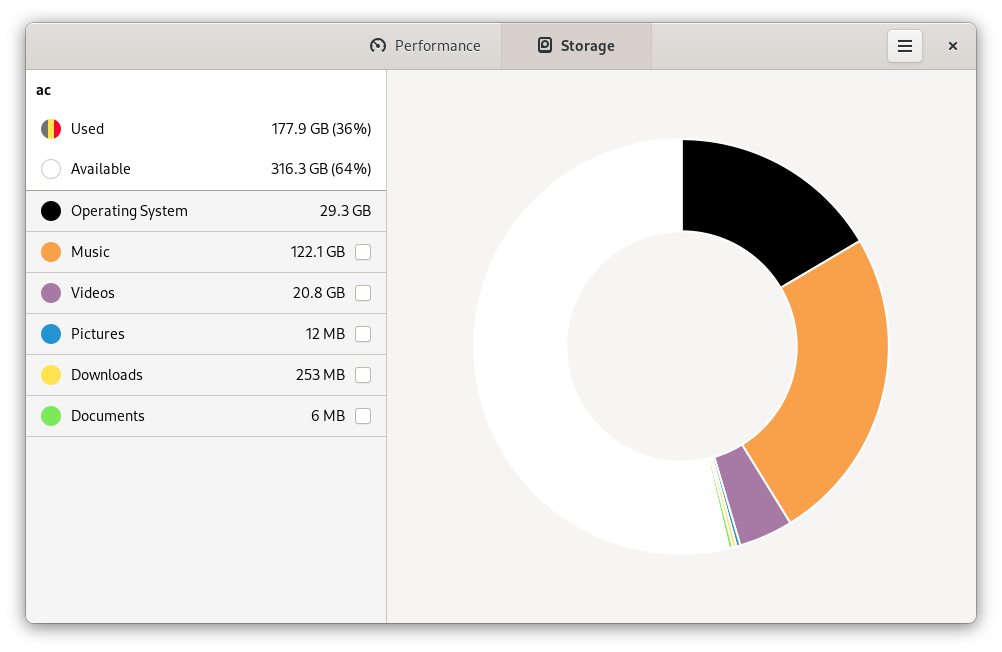 Performance
Storage
ac
Used 177.9 GB (36%)
Available 316.3 GB (64%)
Operating System 29.3 GB
Music 122.1 GB
Videos 20.8 GB
Pictures 12 MB
Downloads 253 MB
Documents 6 MB